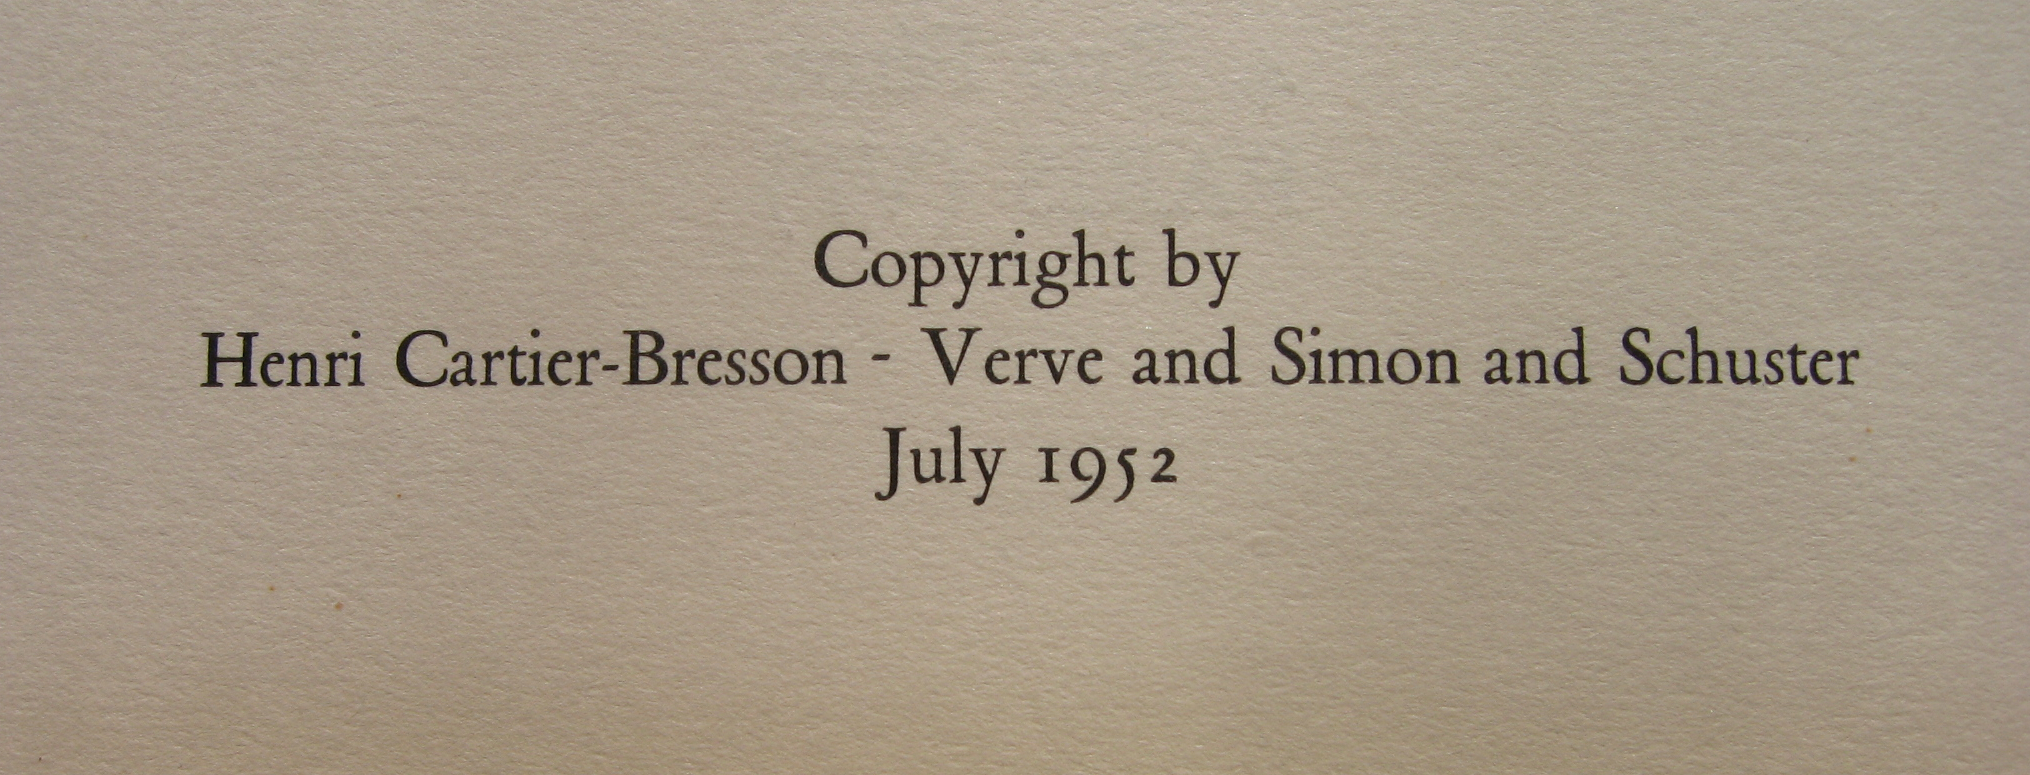 Copyright by
Henri Cartier-Bresson - Verve and Simon and Schuster
July 1952